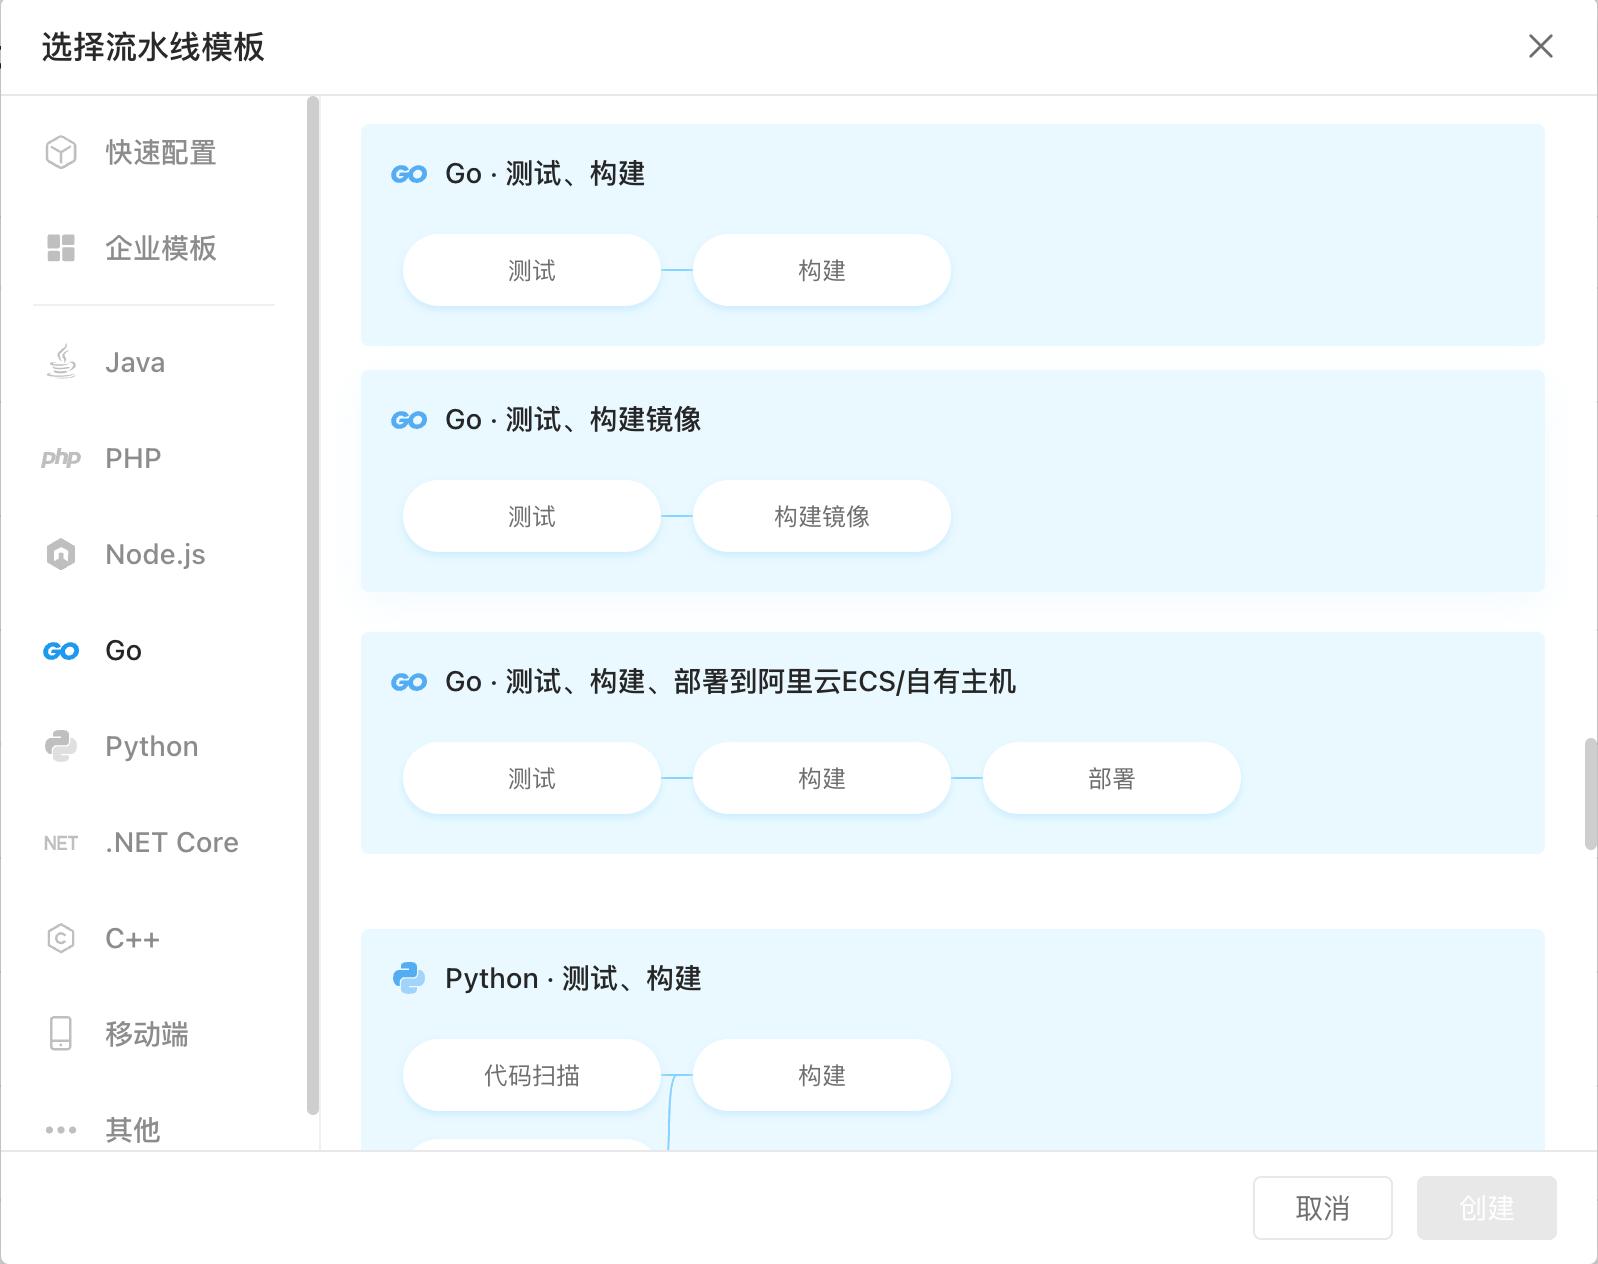 选择流水线模板
快速配置
企业模板
Java
php PHP
Node.js
GO Go
Python
NET .NET Core
C C++
移动端
其他
GO Go · 测试、构建
测试 构建
GO Go · 测试、构建镜像
测试 构建镜像
GO Go · 测试、构建、部署到阿里云ECS/自有主机
测试 构建 部署
Python · 测试、构建
代码扫描 构建
取消 创建